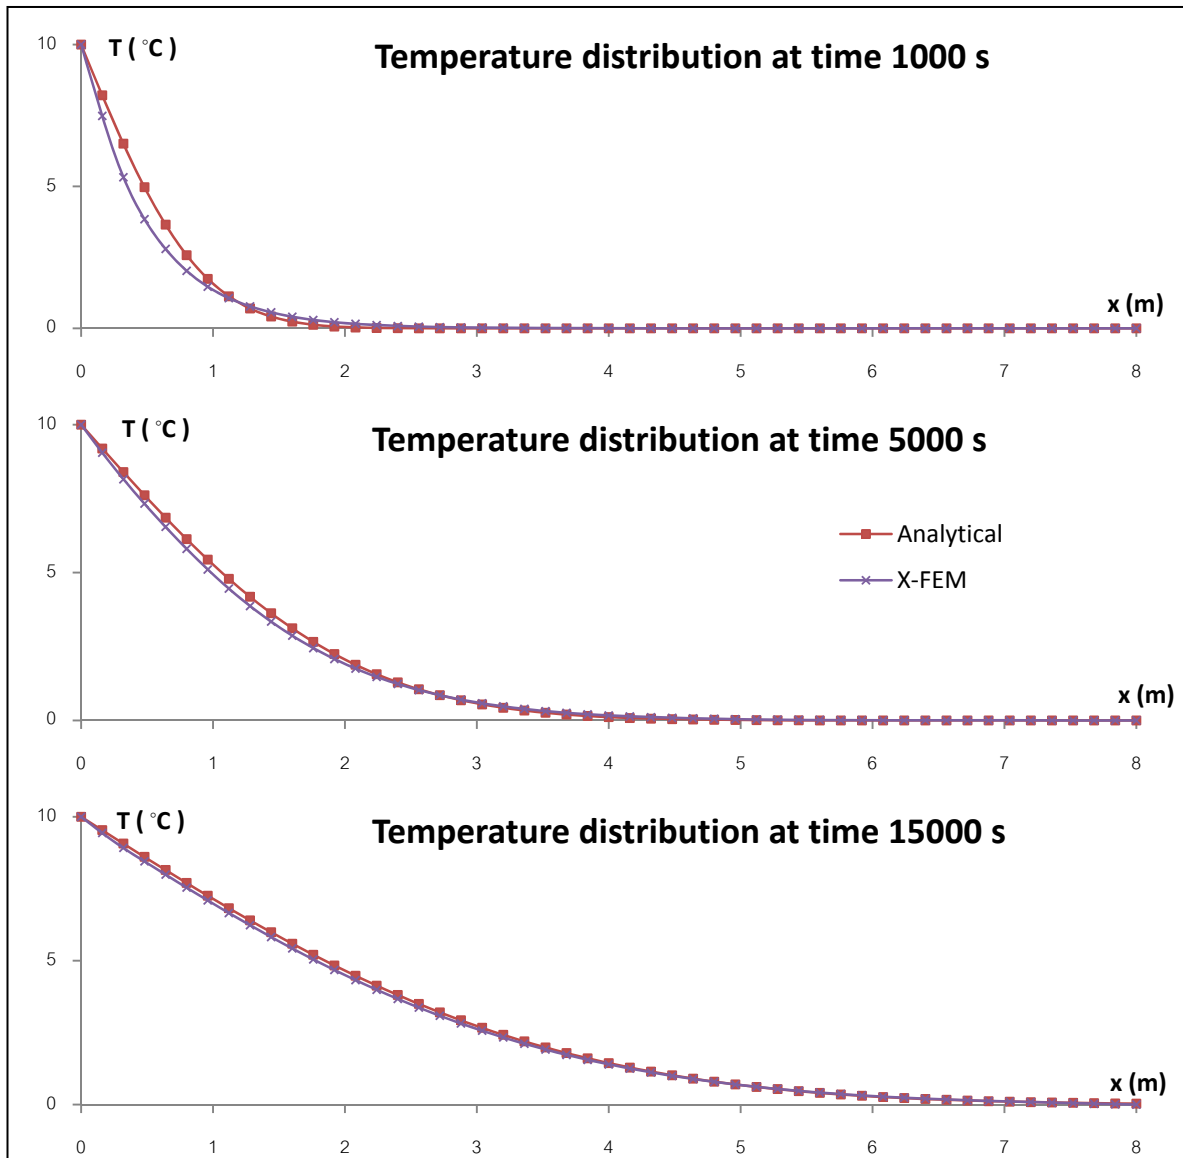 Temperature distribution at time 1000 s
T ( °C )
10
5
0
x (m)
0 1 2 3 4 5 6 7 8
Temperature distribution at time 5000 s
T ( °C )
10
5
0
Analytical
X-FEM
x (m)
0 1 2 3 4 5 6 7 8
Temperature distribution at time 15000 s
T ( °C )
10
5
0
x (m)
0 1 2 3 4 5 6 7 8